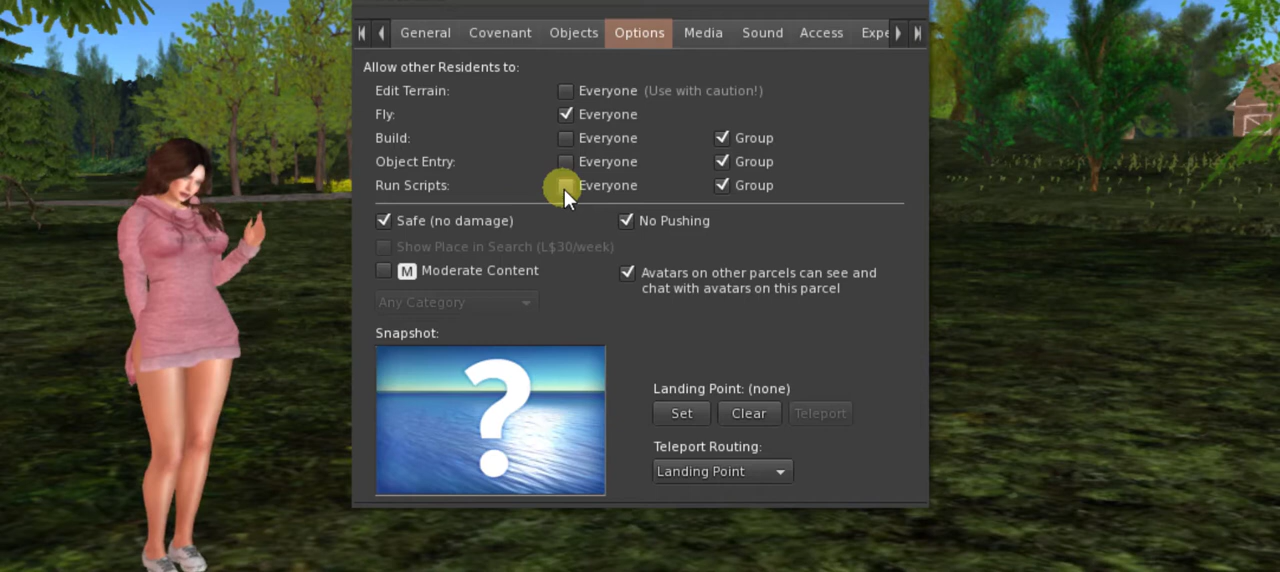 General Covenant Objects Options Media Sound Access Expe
Allow other Residents to:
Edit Terrain: Everyone (Use with caution!)
Fly: Everyone
Build: Everyone Group
Object Entry: Everyone Group
Run Scripts: Everyone Group
Safe (no damage) No Pushing
Show Place in Search (L$30/week)
M Moderate Content
Avatars on other parcels can see and
chat with avatars on this parcel
Any Category
Snapshot:
?
Landing Point: (none)
Set Clear Teleport
Teleport Routing:
Landing Point